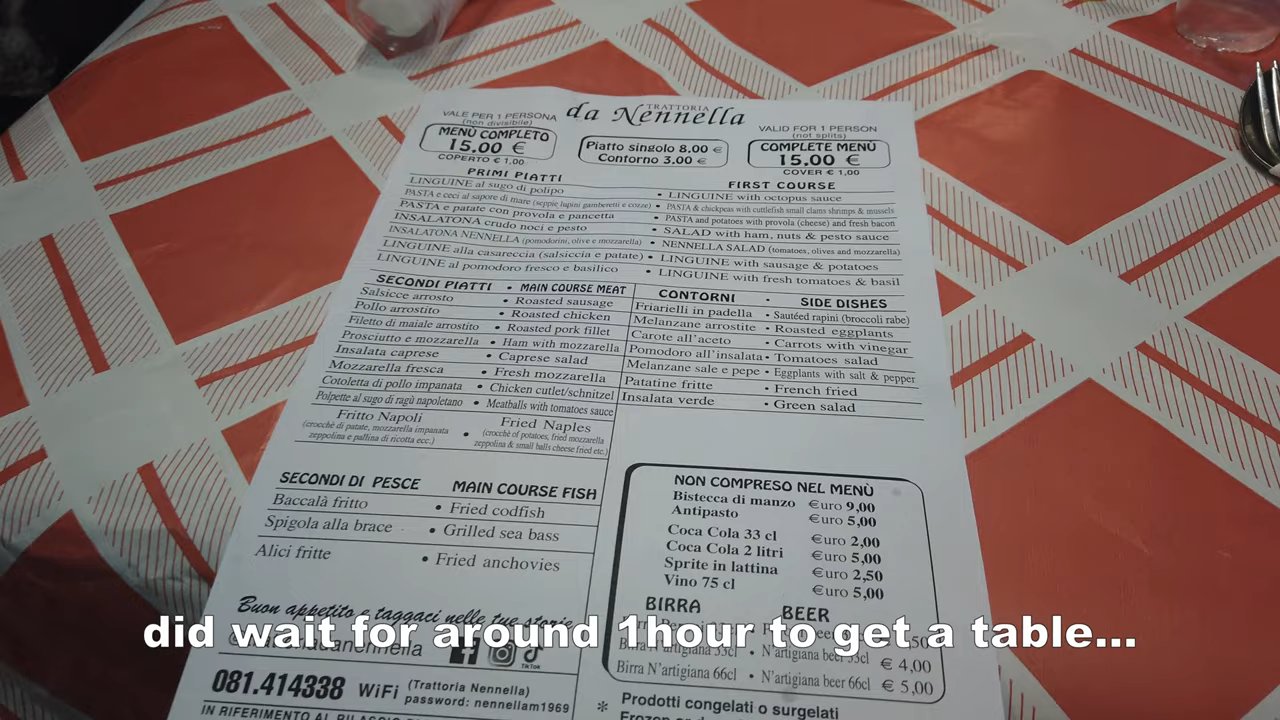 TRATTORIA
da Nennella
VALE PER 1 PERSONA
(non divisibile)
MENÙ COMPLETO
15.00 €
COPERTO € 1,00
Piatto singolo 8.00 €
Contorno 3.00 €
VALID FOR 1 PERSON
(not splits)
COMPLETE MENÙ
15.00 €
COVER € 1,00
PRIMI PIATTI
FIRST COURSE
LINGUINE al sugo di polipo • LINGUINE with octopus sauce
PASTA e ceci al sapore di mare (seppie lupini gamberetti e cozze) • PASTA & chickpeas with cuttlefish small clams shrimps & mussels
PASTA e patate con provola e pancetta • PASTA and potatoes with provola (cheese) and fresh bacon
INSALATONA crudo noci e pesto • SALAD with ham, nuts & pesto sauce
INSALATONA NENNELLA (pomodorini, olive e mozzarella) • NENNELLA SALAD (tomatoes, olives and mozzarella)
LINGUINE alla casareccia (salsiccia e patate) • LINGUINE with sausage & potatoes
LINGUINE al pomodoro fresco e basilico • LINGUINE with fresh tomatoes & basil
SECONDI PIATTI • MAIN COURSE MEAT
Salsicce arrosto • Roasted sausage
Pollo arrostito • Roasted chicken
Filetto di maiale arrostito • Roasted pork fillet
Prosciutto e mozzarella • Ham with mozzarella
Insalata caprese • Caprese salad
Mozzarella fresca • Fresh mozzarella
Cotoletta di pollo impanata • Chicken cutlet/schnitzel
Polpette al sugo di ragù napoletano • Meatballs with tomatoes sauce
Fritto Napoli • Fried Naples
(crocchè di patate, mozzarella impanata
zeppolina e pallina di ricotta ecc.)
(crocchè of potatoes, fried mozzarella
zeppolina & small balls cheese fried etc.)
CONTORNI • SIDE DISHES
Friarielli in padella • Sautéed rapini (broccoli rabe)
Melanzane arrostite • Roasted eggplants
Carote all'aceto • Carrots with vinegar
Pomodoro all'insalata • Tomatoes salad
Melanzane sale e pepe • Eggplants with salt & pepper
Patatine fritte • French fried
Insalata verde • Green salad
SECONDI DI PESCE MAIN COURSE FISH
Baccalà fritto • Fried codfish
Spigola alla brace • Grilled sea bass
Alici fritte • Fried anchovies
NON COMPRESO NEL MENÙ
Bistecca di manzo €uro 9,00
Antipasto €uro 5,00
Coca Cola 33 cl €uro 2,00
Coca Cola 2 litri €uro 5,00
Sprite in lattina €uro 2,50
Vino 75 cl €uro 5,00
BIRRA BEER
N'artigiana beer 33cl € 4,00
Birra N'artigiana 66cl • N'artigiana beer 66cl € 5,00
Buon appetito e taggaci nelle tue storie
did wait for around 1hour to get a table...
TikTok
081.414338 WiFi (Trattoria Nennella)
password: nennellam1969
* Prodotti congelati o surgelati